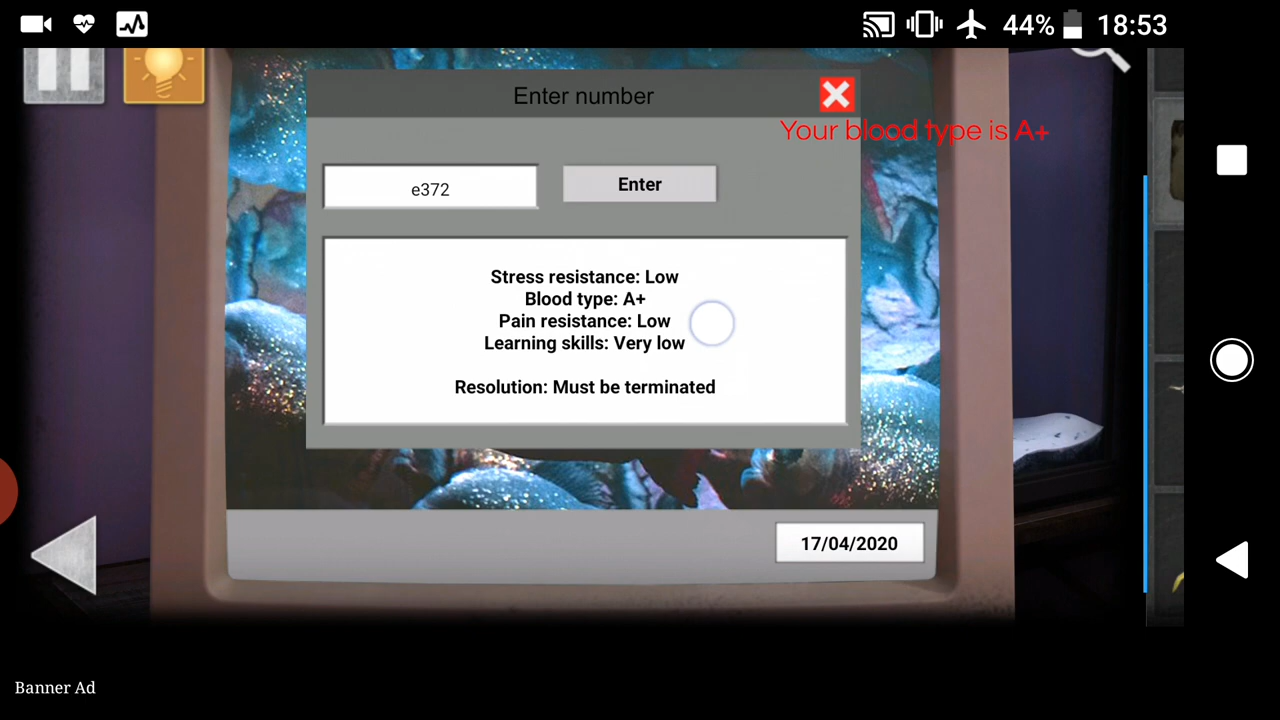 44% 18:53
Enter number
Your blood type is A+
e372
Enter
Stress resistance: Low
Blood type: A+
Pain resistance: Low
Learning skills: Very low
Resolution: Must be terminated
17/04/2020
Banner Ad